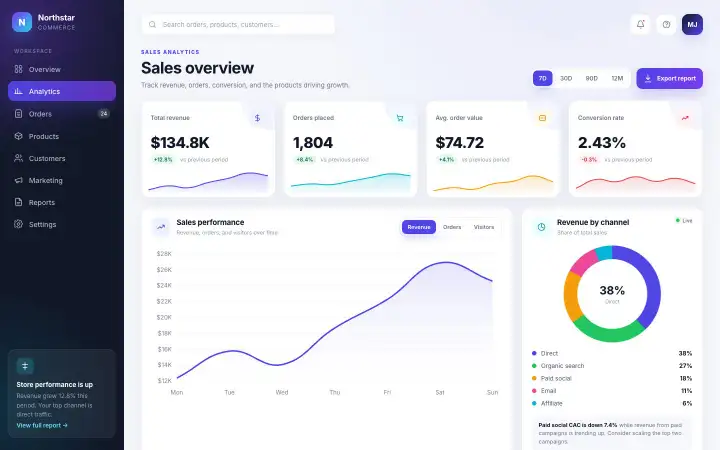 N
Northstar
COMMERCE
WORKSPACE
Overview
Analytics
Orders 24
Products
Customers
Marketing
Reports
Settings
Store performance is up
Revenue grew 12.8% this
period. Your top channel is
direct traffic.
View full report →
Search orders, products, customers...
MJ
SALES ANALYTICS
Sales overview
Track revenue, orders, conversion, and the products driving growth.
7D 30D 90D 12M
Export report
Total revenue
$134.8K
+12.8% vs previous period
Orders placed
1,804
+8.4% vs previous period
Avg. order value
$74.72
+4.1% vs previous period
Conversion rate
2.43%
-0.3% vs previous period
Sales performance
Revenue, orders, and visitors over time
Revenue Orders Visitors
$28K
$26K
$24K
$22K
$20K
$18K
$16K
$14K
$12K
Mon Tue Wed Thu Fri Sat Sun
Revenue by channel
Share of total sales
Live
38%
Direct
Direct 38%
Organic search 27%
Paid social 18%
Email 11%
Affiliate 6%
Paid social CAC is down 7.4% while revenue from paid
campaigns is trending up. Consider scaling the top two
campaigns.